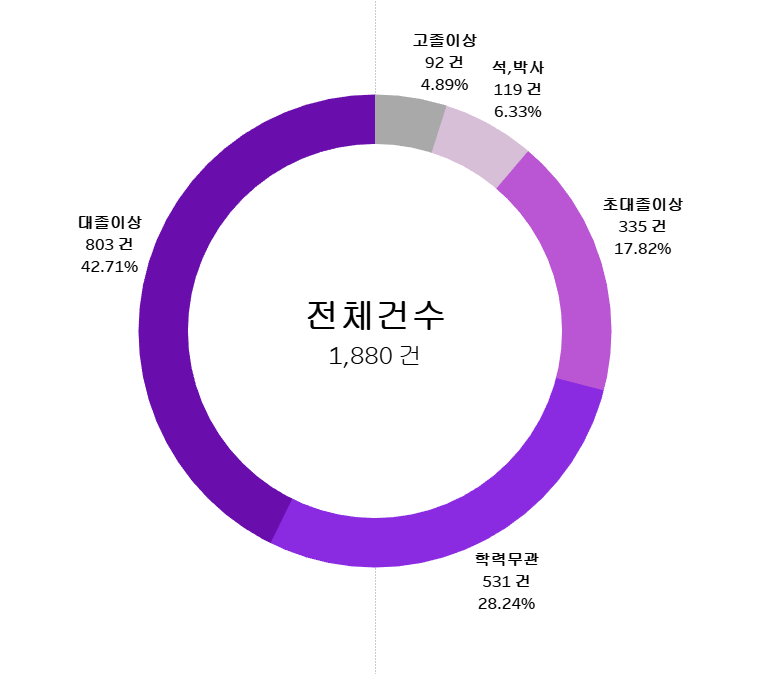 고졸이상
92 건
4.89%
석,박사
119 건
6.33%
초대졸이상
335 건
17.82%
대졸이상
803 건
42.71%
전체건수
1,880 건
학력무관
531 건
28.24%